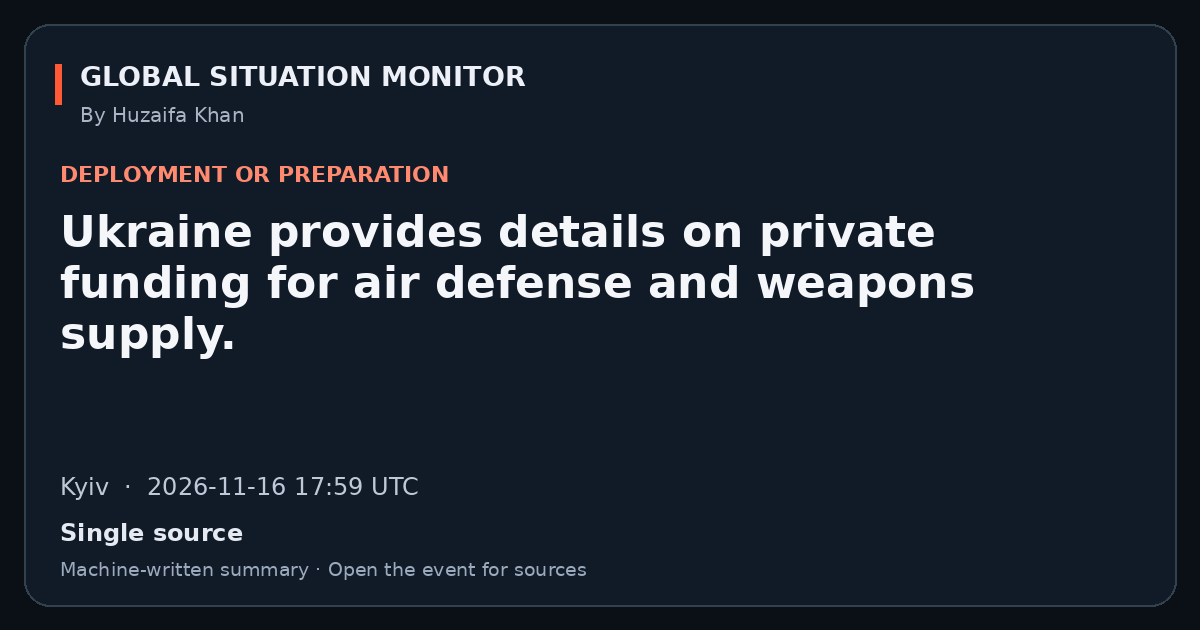 GLOBAL SITUATION MONITOR
By Huzaifa Khan
DEPLOYMENT OR PREPARATION
Ukraine provides details on private
funding for air defense and weapons
supply.
Kyiv · 2026-11-16 17:59 UTC
Single source
Machine-written summary · Open the event for sources